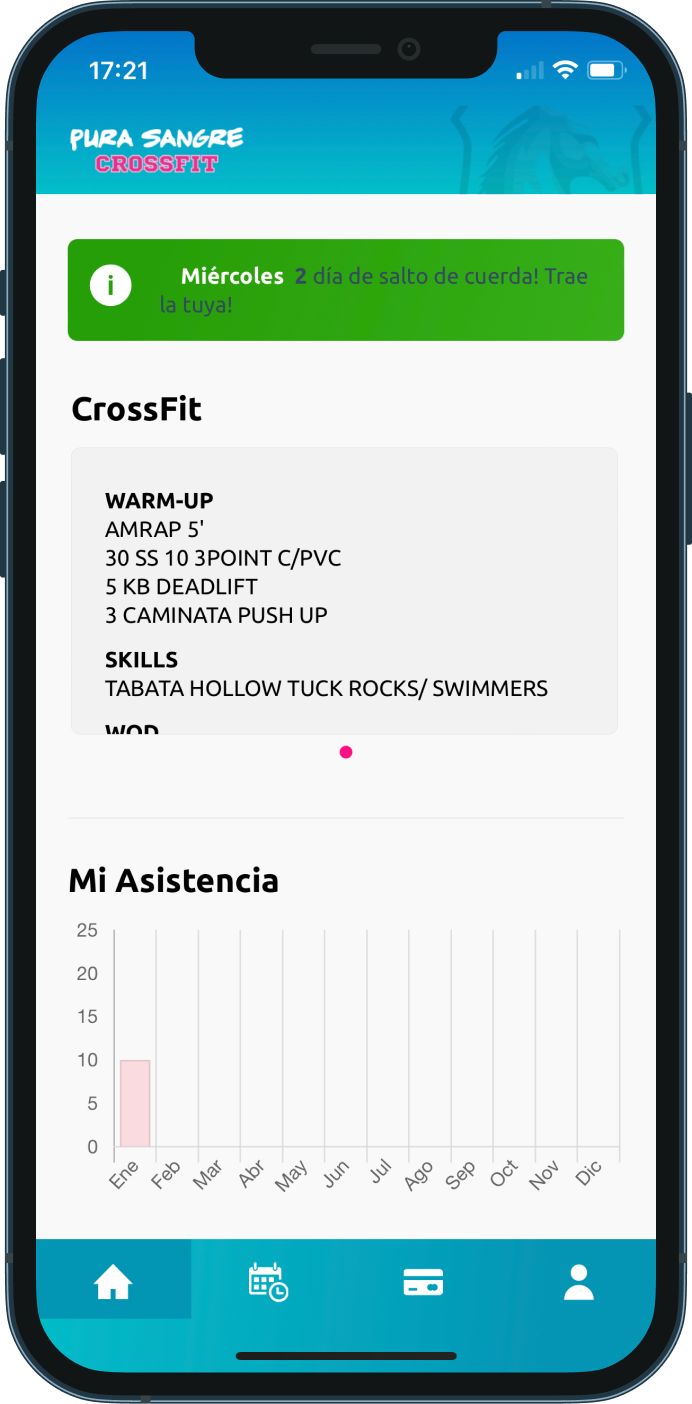 17:21
PURA SANGRE
CROSSFIT
Miércoles 2 día de salto de cuerda! Trae
la tuya!
CrossFit
WARM-UP
AMRAP 5'
30 SS 10 3POINT C/PVC
5 KB DEADLIFT
3 CAMINATA PUSH UP
SKILLS
TABATA HOLLOW TUCK ROCKS/ SWIMMERS
WOD
Mi Asistencia
25
20
15
10
5
0
Ene Feb Mar Abr May Jun Jul Ago Sep Oct Nov Dic